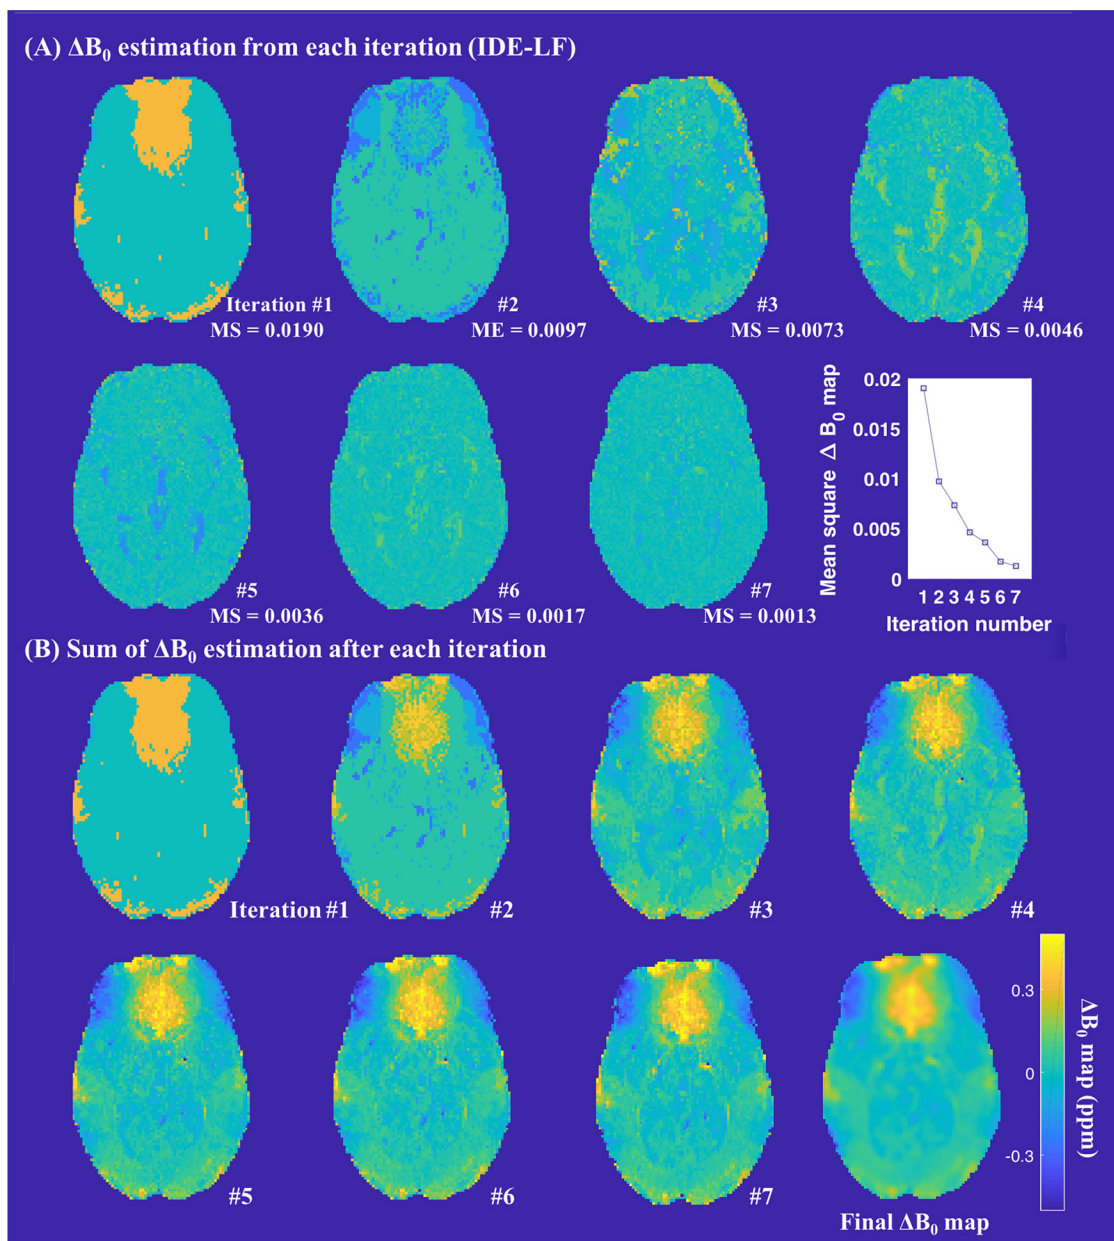 (A) ΔB₀ estimation from each iteration (IDE-LF)
Iteration #1
MS = 0.0190
#2
ME = 0.0097
#3
MS = 0.0073
#4
MS = 0.0046
#5
MS = 0.0036
#6
MS = 0.0017
#7
MS = 0.0013
Mean square Δ B₀ map
0.02
0.015
0.01
0.005
0
1 2 3 4 5 6 7
Iteration number
(B) Sum of ΔB₀ estimation after each iteration
Iteration #1
#2
#3
#4
#5
#6
#7
Final ΔB₀ map
0.3
0
-0.3
ΔB₀ map (ppm)